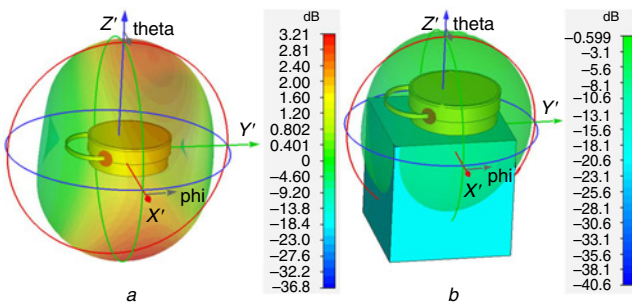 Z' theta
Y'
phi
X'
a
dB
3.21
2.81
2.41
2.00
1.60
1.20
0.802
0.401
0
–4.60
–9.20
–13.8
–18.4
–23.0
–27.6
–32.2
–36.8
Z' theta
Y'
phi
X'
b
dB
–0.599
–3.1
–5.6
–8.1
–10.6
–13.1
–15.6
–18.1
–20.6
–23.1
–25.6
–28.1
–30.6
–33.1
–35.6
–38.1
–40.6